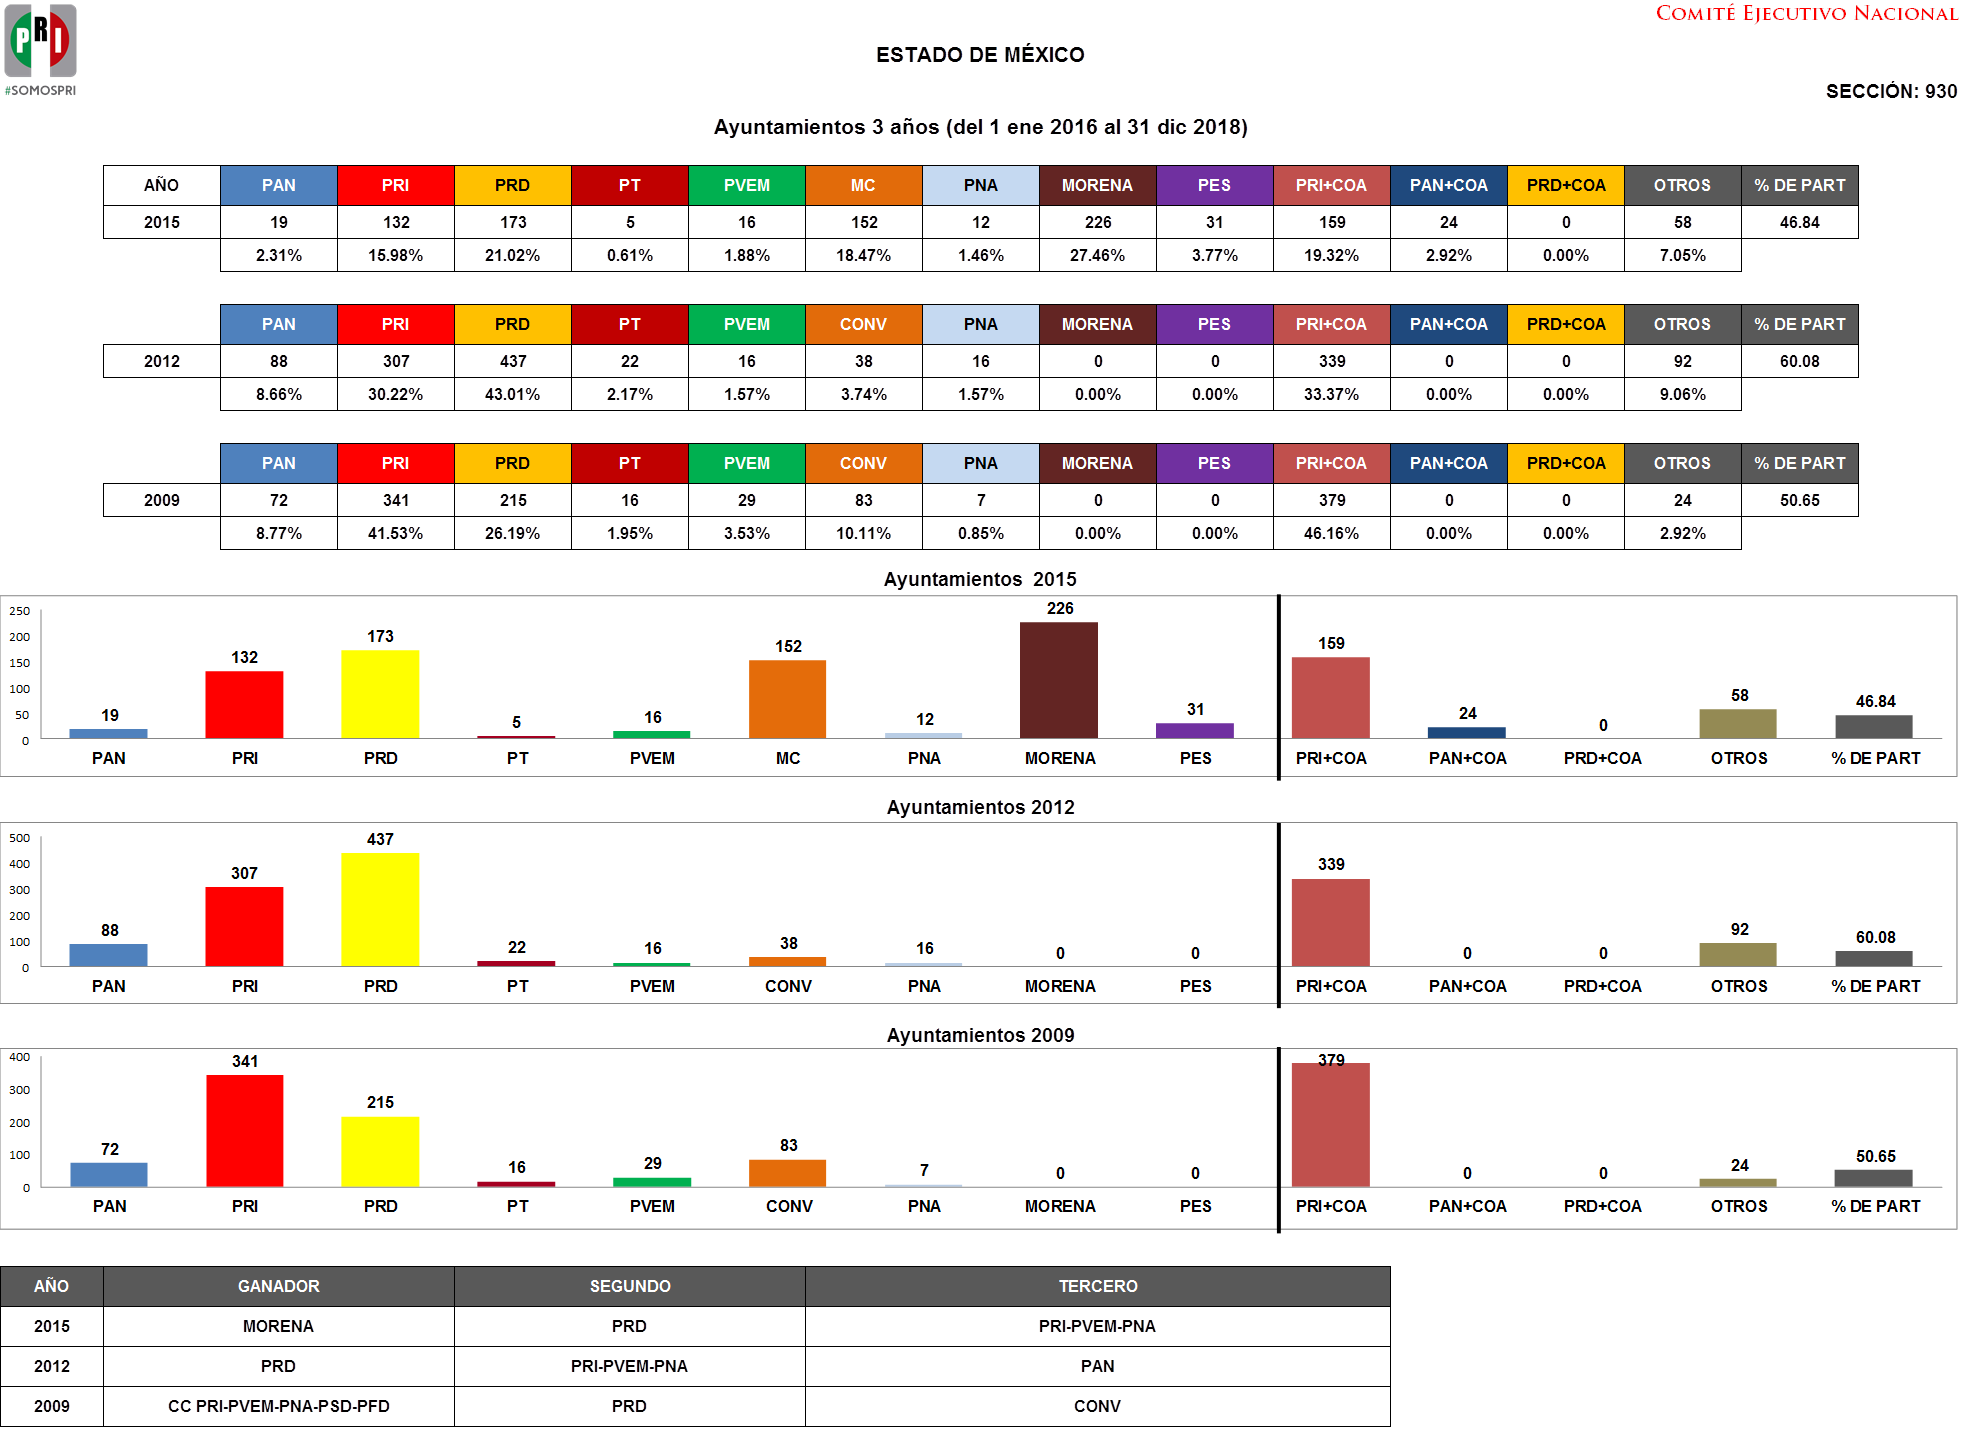 PRI
#SOMOSPRI
COMITÉ EJECUTIVO NACIONAL
ESTADO DE MÉXICO
SECCIÓN: 930
Ayuntamientos 3 años (del 1 ene 2016 al 31 dic 2018)
AÑO PAN PRI PRD PT PVEM MC PNA MORENA PES PRI+COA PAN+COA PRD+COA OTROS % DE PART
2015 19 132 173 5 16 152 12 226 31 159 24 0 58 46.84
2.31% 15.98% 21.02% 0.61% 1.88% 18.47% 1.46% 27.46% 3.77% 19.32% 2.92% 0.00% 7.05%
PAN PRI PRD PT PVEM CONV PNA MORENA PES PRI+COA PAN+COA PRD+COA OTROS % DE PART
2012 88 307 437 22 16 38 16 0 0 339 0 0 92 60.08
8.66% 30.22% 43.01% 2.17% 1.57% 3.74% 1.57% 0.00% 0.00% 33.37% 0.00% 0.00% 9.06%
PAN PRI PRD PT PVEM CONV PNA MORENA PES PRI+COA PAN+COA PRD+COA OTROS % DE PART
2009 72 341 215 16 29 83 7 0 0 379 0 0 24 50.65
8.77% 41.53% 26.19% 1.95% 3.53% 10.11% 0.85% 0.00% 0.00% 46.16% 0.00% 0.00% 2.92%
Ayuntamientos 2015
250
200
150
100
50
0
19 132 173 5 16 152 12 226 31 159 24 0 58 46.84
PAN PRI PRD PT PVEM MC PNA MORENA PES PRI+COA PAN+COA PRD+COA OTROS % DE PART
Ayuntamientos 2012
500
400
300
200
100
0
88 307 437 22 16 38 16 0 0 339 0 0 92 60.08
PAN PRI PRD PT PVEM CONV PNA MORENA PES PRI+COA PAN+COA PRD+COA OTROS % DE PART
Ayuntamientos 2009
400
300
200
100
0
72 341 215 16 29 83 7 0 0 379 0 0 24 50.65
PAN PRI PRD PT PVEM CONV PNA MORENA PES PRI+COA PAN+COA PRD+COA OTROS % DE PART
AÑO GANADOR SEGUNDO TERCERO
2015 MORENA PRD PRI-PVEM-PNA
2012 PRD PRI-PVEM-PNA PAN
2009 CC PRI-PVEM-PNA-PSD-PFD PRD CONV